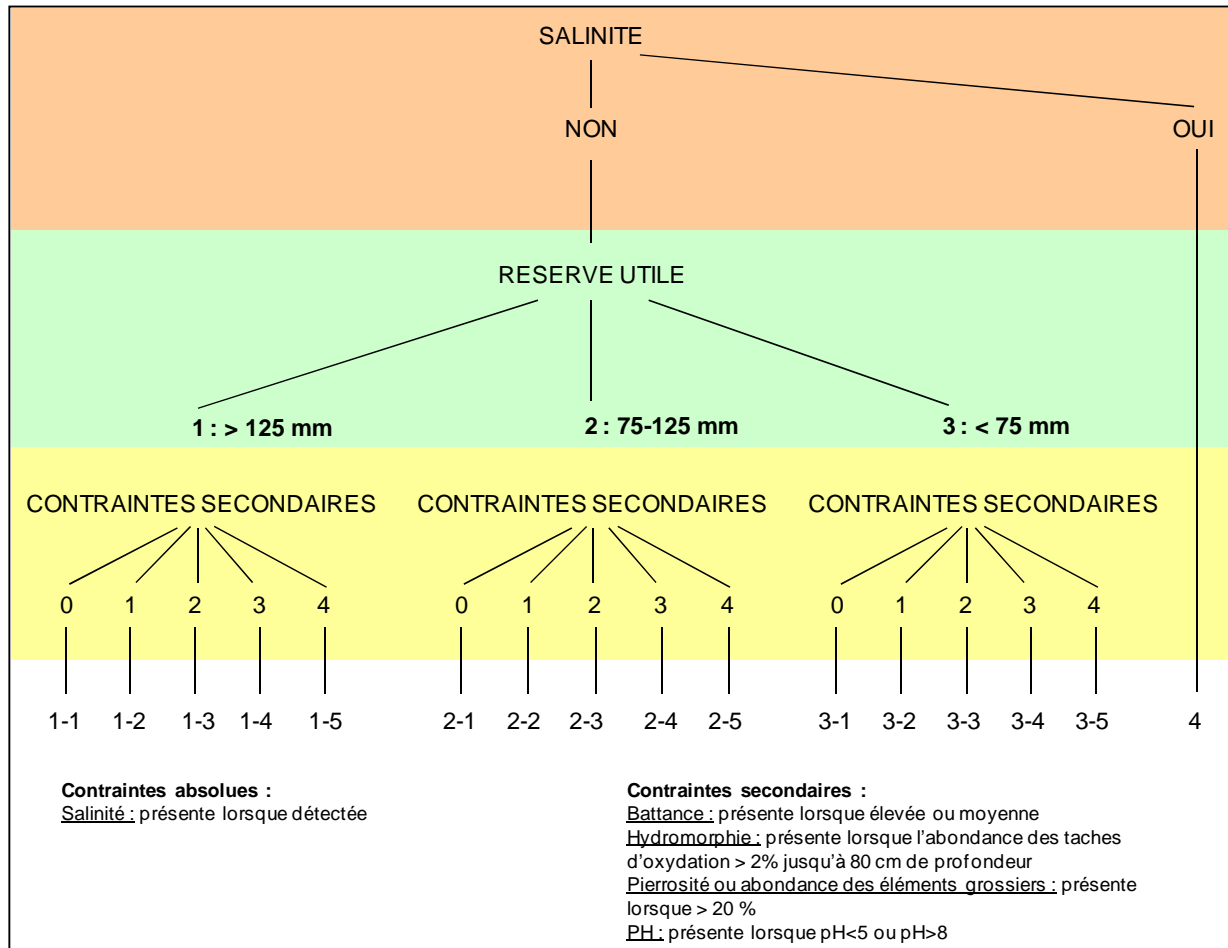 SALINITE
NON
OUI
RESERVE UTILE
1 : > 125 mm
2 : 75-125 mm
3 : < 75 mm
CONTRAINTES SECONDAIRES
CONTRAINTES SECONDAIRES
CONTRAINTES SECONDAIRES
0 1 2 3 4
0 1 2 3 4
0 1 2 3 4
1-1 1-2 1-3 1-4 1-5
2-1 2-2 2-3 2-4 2-5
3-1 3-2 3-3 3-4 3-5
4
Contraintes absolues :
Salinité : présente lorsque détectée
Contraintes secondaires :
Battance : présente lorsque élevée ou moyenne
Hydromorphie : présente lorsque l'abondance des taches
d'oxydation > 2% jusqu'à 80 cm de profondeur
Pierrosité ou abondance des éléments grossiers : présente
lorsque > 20 %
PH : présente lorsque pH<5 ou pH>8